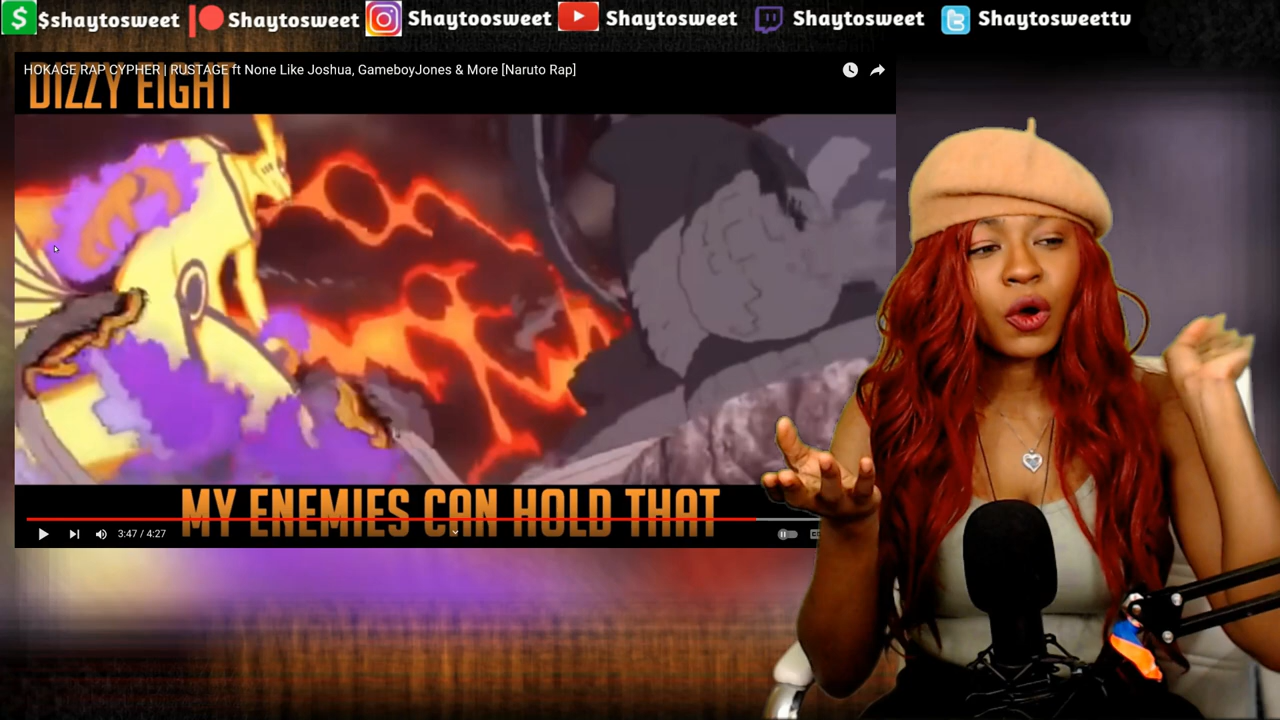 $shaytosweet Shaytosweet Shaytoosweet Shaytosweet Shaytosweet Shaytosweettv
HOKAGE RAP CYPHER | RUSTAGE ft None Like Joshua, GameboyJones & More [Naruto Rap]
DIZZY EIGHT
MY ENEMIES CAN HOLD THAT
3:47 / 4:27